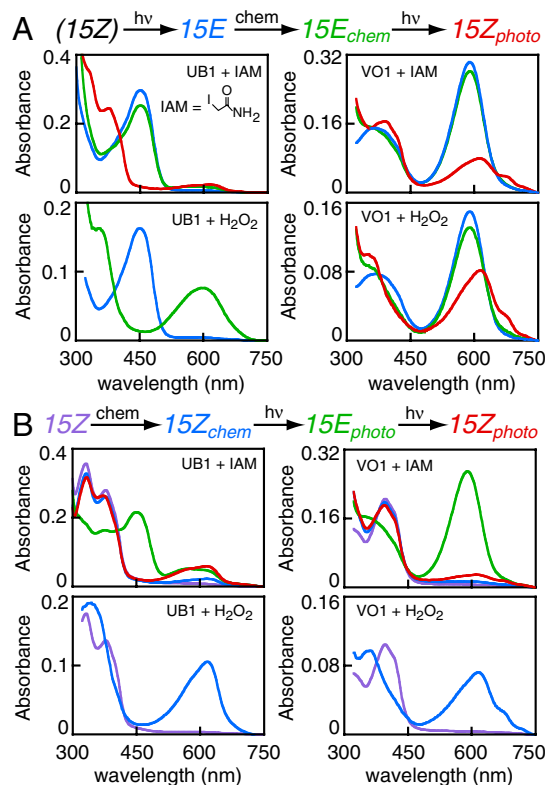 A
(15Z) hν 15E chem 15E_chem hν 15Z_photo
0.4
0.2
0
Absorbance
UB1 + IAM
IAM = I O NH₂
0.32
0.16
0
Absorbance
VO1 + IAM
0.2
0.1
0
Absorbance
UB1 + H₂O₂
300 450 600 750
wavelength (nm)
0.16
0.08
0
Absorbance
VO1 + H₂O₂
300 450 600 750
wavelength (nm)
B
15Z chem 15Z_chem hν 15E_photo hν 15Z_photo
0.4
0.2
0
Absorbance
UB1 + IAM
0.32
0.16
0
Absorbance
VO1 + IAM
0.2
0.1
0
Absorbance
UB1 + H₂O₂
300 450 600 750
wavelength (nm)
0.16
0.08
0
Absorbance
VO1 + H₂O₂
300 450 600 750
wavelength (nm)